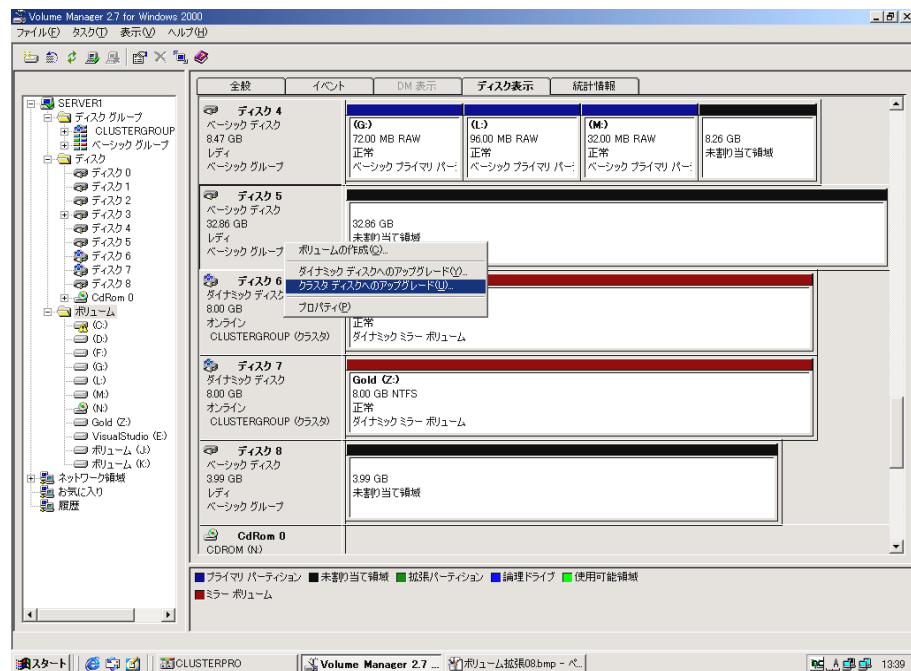 Volume Manager 2.7 for Windows 2000
ファイル(F) タスク(T) 表示(V) ヘルプ(H)
全般 イベント DM 表示 ディスク表示 統計情報
SERVER1
ディスク グループ
CLUSTERGROUP
ベーシック グループ
ディスク
ディスク 0
ディスク 1
ディスク 2
ディスク 3
ディスク 4
ディスク 5
ディスク 6
ディスク 7
ディスク 8
CdRom 0
ボリューム
(C:)
(D:)
(F:)
(G:)
(L:)
(M:)
(N:)
Gold (Z:)
VisualStudio (E:)
ボリューム (J:)
ボリューム (K:)
ネットワーク領域
お気に入り
履歴
ディスク 4
ベーシック ディスク
8.47 GB
レディ
ベーシック グループ
(G:)
72.00 MB RAW
正常
ベーシック プライマリ パー
(L:)
96.00 MB RAW
正常
ベーシック プライマリ パー
(M:)
32.00 MB RAW
正常
ベーシック プライマリ パー
8.26 GB
未割り当て領域
ディスク 5
ベーシック ディスク
32.86 GB
レディ
ベーシック グループ
32.86 GB
未割り当て領域
ボリュームの作成(C)...
ダイナミック ディスクへのアップグレード(Y)...
クラスタ ディスクへのアップグレード(U)...
プロパティ(P)
ディスク 6
ダイナミック ディスク
8.00 GB
オンライン
CLUSTERGROUP (クラスタ)
正常
ダイナミック ミラー ボリューム
ディスク 7
ダイナミック ディスク
8.00 GB
オンライン
CLUSTERGROUP (クラスタ)
Gold (Z:)
8.00 GB NTFS
正常
ダイナミック ミラー ボリューム
ディスク 8
ベーシック ディスク
3.99 GB
レディ
ベーシック グループ
3.99 GB
未割り当て領域
CdRom 0
CDROM (N:)
プライマリ パーティション 未割り当て領域 拡張パーティション 論理ドライブ 使用可能領域
ミラー ボリューム
スタート CLUSTERPRO Volume Manager 2.7 ... ボリューム拡張08.bmp - ペ... 13:39